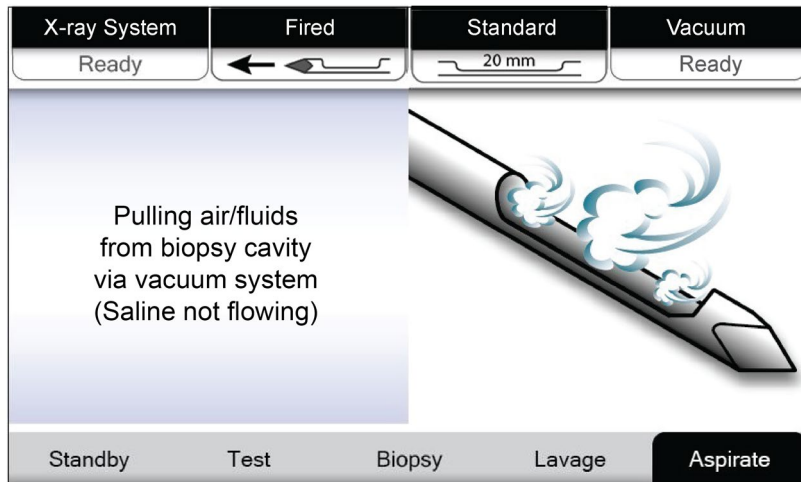 X-ray System Fired Standard Vacuum
Ready 20 mm Ready
Pulling air/fluids
from biopsy cavity
via vacuum system
(Saline not flowing)
Standby Test Biopsy Lavage Aspirate